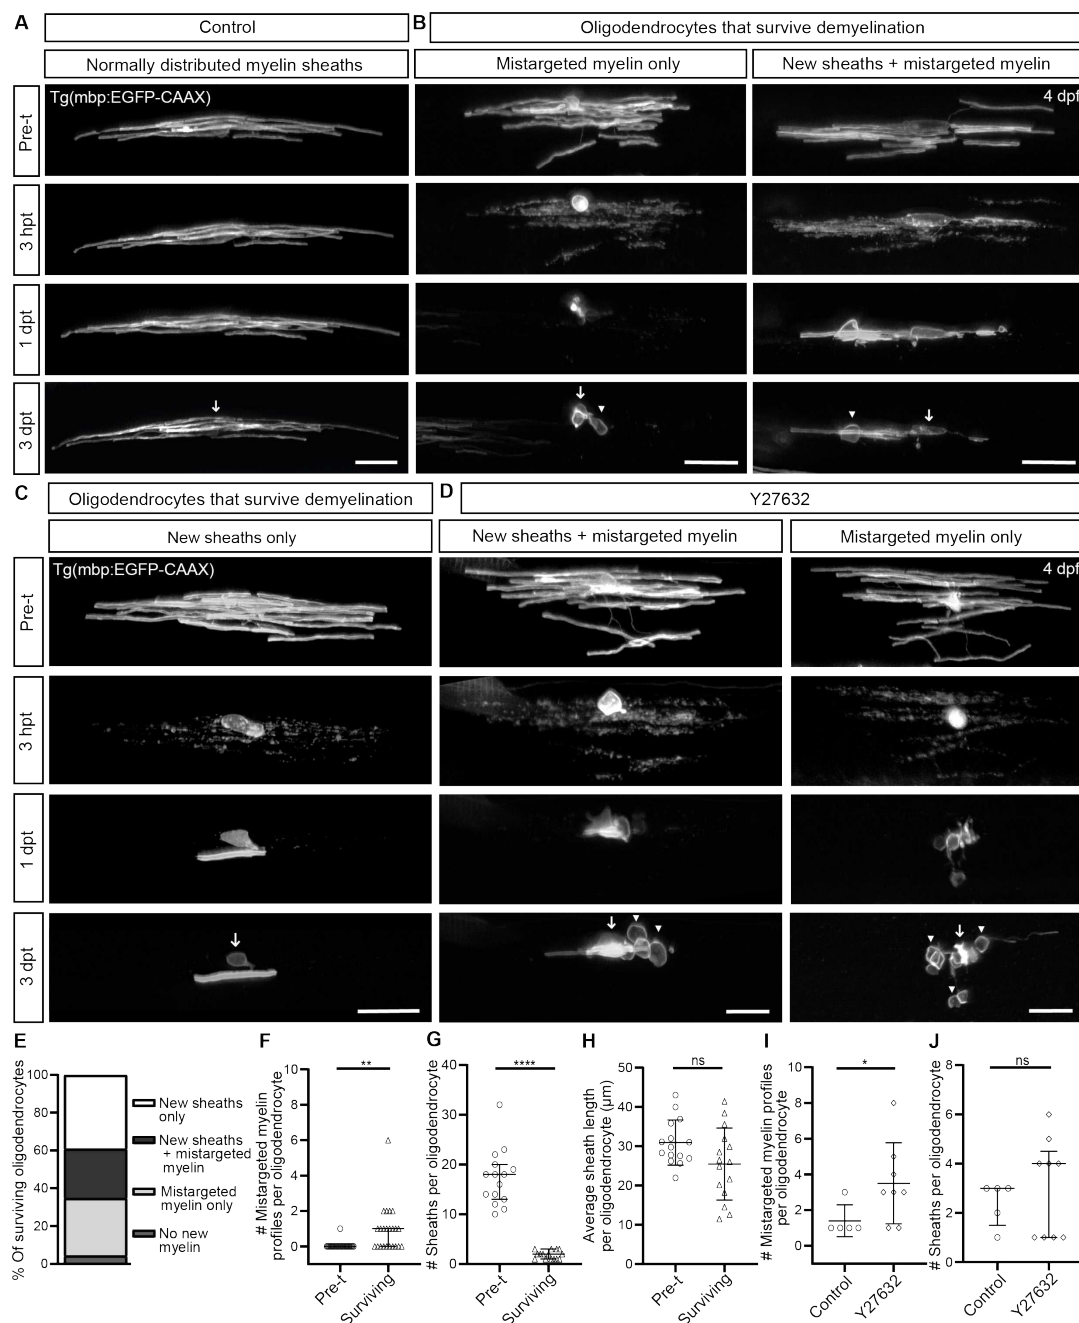 A
Control
B
Oligodendrocytes that survive demyelination
Normally distributed myelin sheaths
Mistargeted myelin only
New sheaths + mistargeted myelin
Pre-t
Tg(mbp:EGFP-CAAX)
4 dpf
3 hpt
1 dpt
3 dpt
C
Oligodendrocytes that survive demyelination
D
Y27632
New sheaths only
New sheaths + mistargeted myelin
Mistargeted myelin only
Pre-t
Tg(mbp:EGFP-CAAX)
4 dpf
3 hpt
1 dpt
3 dpt
E
% Of surviving oligodendrocytes
100
80
60
40
20
0
New sheaths
only
New sheaths
+ mistargeted
myelin
Mistargeted
myelin only
No new
myelin
F
# Mistargeted myelin
profiles per oligodendrocyte
10
8
6
4
2
0
**
Pre-t
Surviving
G
# Sheaths per oligodendrocyte
40
30
20
10
0
****
Pre-t
Surviving
H
Average sheath length
per oligodendrocyte (µm)
50
40
30
20
10
0
ns
Pre-t
Surviving
I
# Mistargeted myelin profiles
per oligodendrocyte
10
8
6
4
2
0
*
Control
Y27632
J
# Sheaths per oligodendrocyte
8
6
4
2
0
ns
Control
Y27632